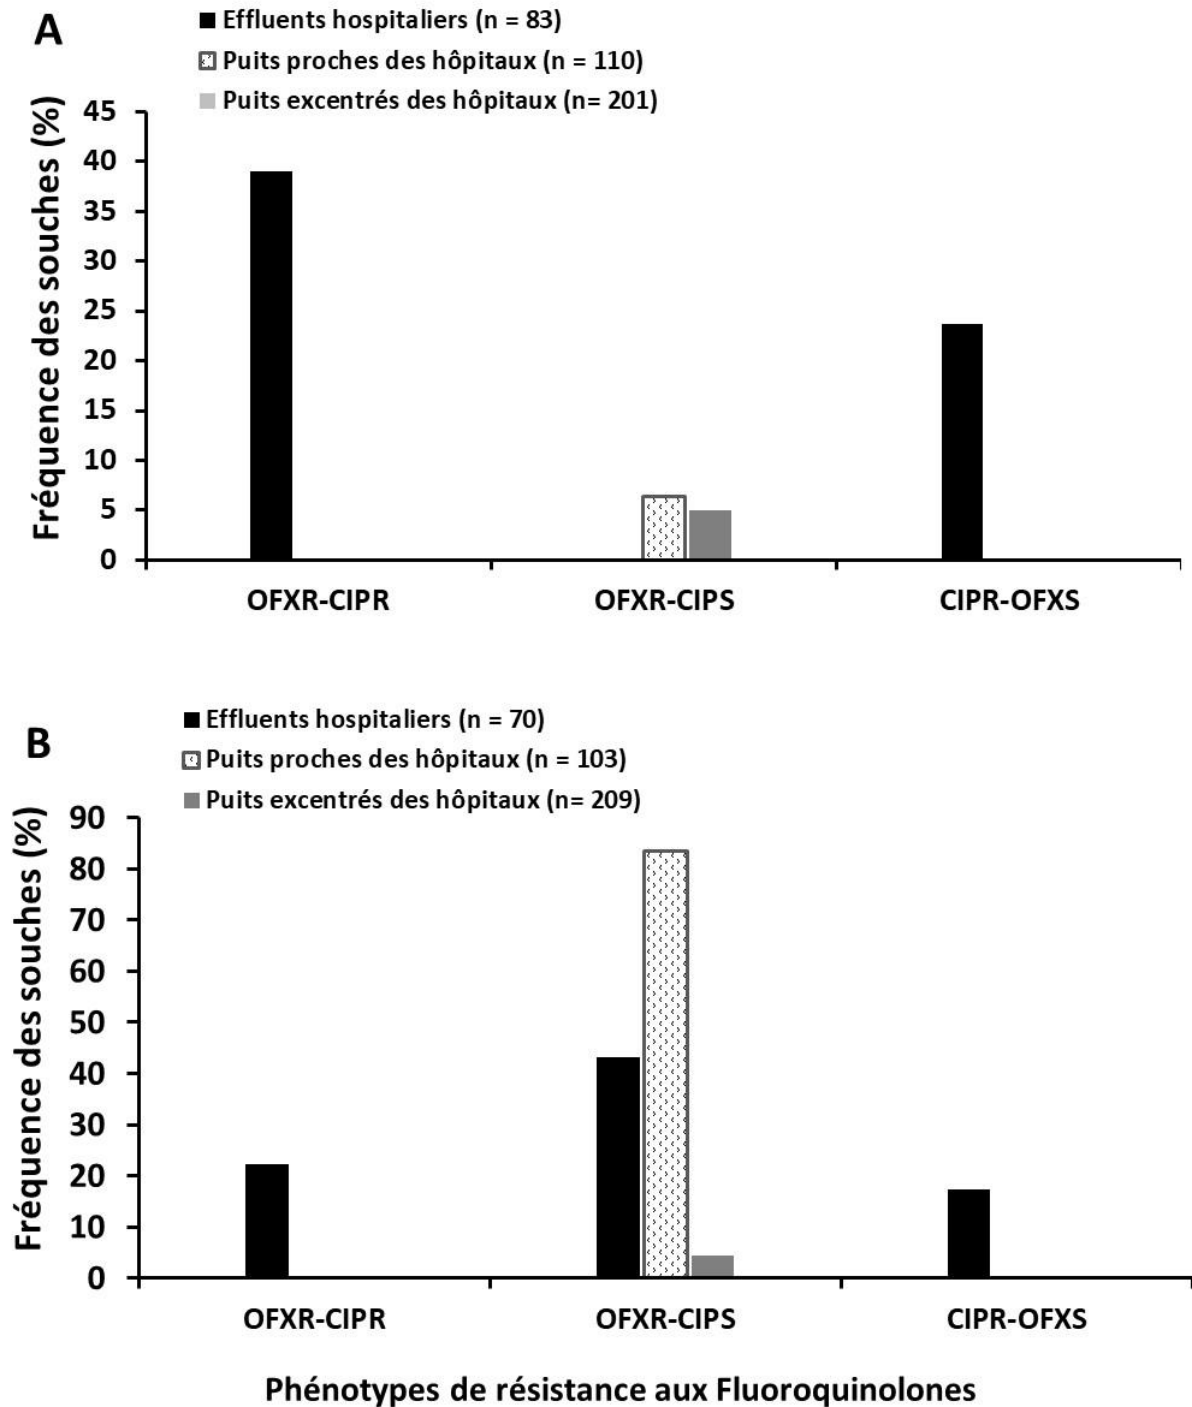 A
Effluents hospitaliers (n = 83)
Puits proches des hôpitaux (n = 110)
Puits excentrés des hôpitaux (n= 201)
Fréquence des souches (%)
45
40
35
30
25
20
15
10
5
0
OFXR-CIPR
OFXR-CIPS
CIPR-OFXS
B
Effluents hospitaliers (n = 70)
Puits proches des hôpitaux (n = 103)
Puits excentrés des hôpitaux (n= 209)
Fréquence des souches (%)
90
80
70
60
50
40
30
20
10
0
OFXR-CIPR
OFXR-CIPS
CIPR-OFXS
Phénotypes de résistance aux Fluoroquinolones